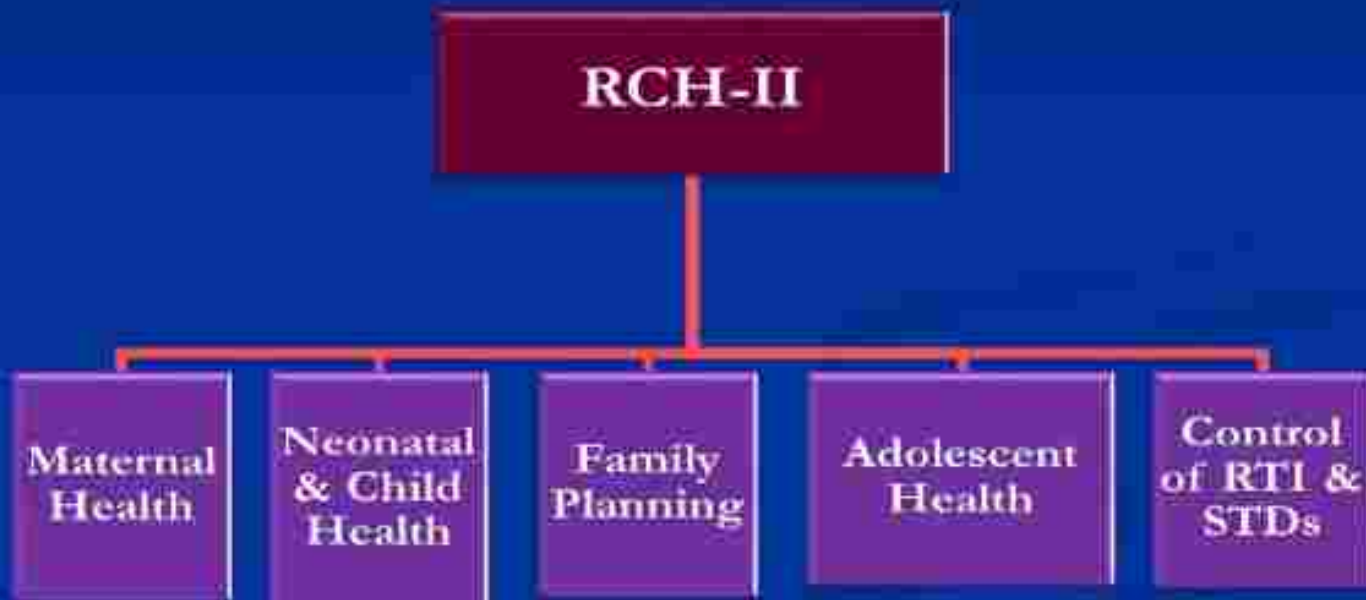 RCH-II
Maternal
Health
Neonatal
& Child
Health
Family
Planning
Adolescent
Health
Control
of RTI &
STDs